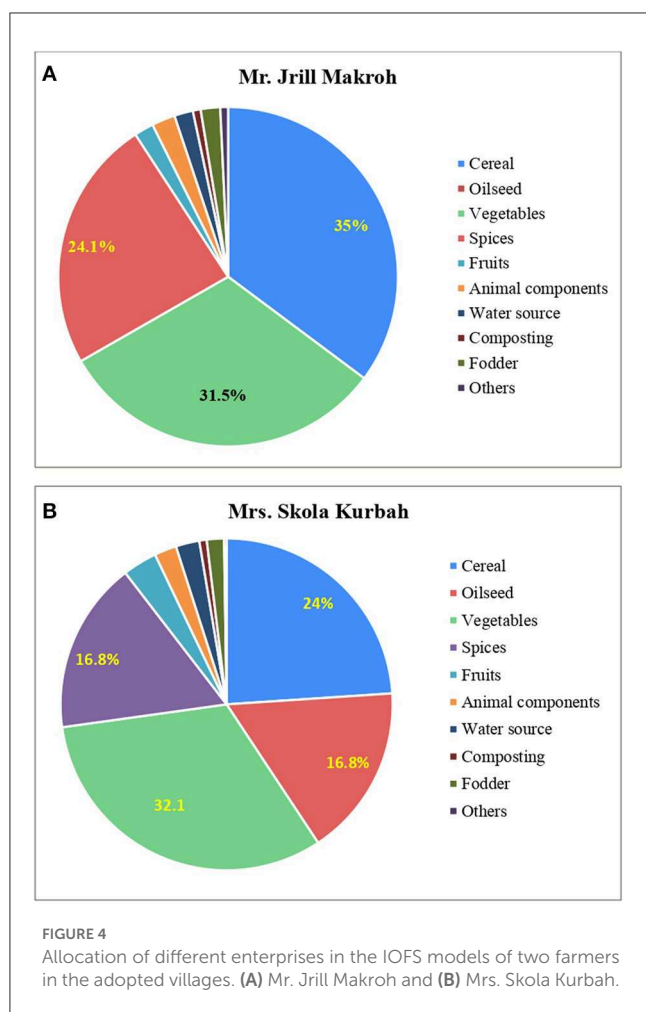 A
Mr. Jrill Makroh
35%
24.1%
31.5%
Cereal
Oilseed
Vegetables
Spices
Fruits
Animal components
Water source
Composting
Fodder
Others
B
Mrs. Skola Kurbah
24%
16.8%
16.8%
32.1
Cereal
Oilseed
Vegetables
Spices
Fruits
Animal components
Water source
Composting
Fodder
Others
FIGURE 4
Allocation of different enterprises in the IOFS models of two farmers
in the adopted villages. (A) Mr. Jrill Makroh and (B) Mrs. Skola Kurbah.